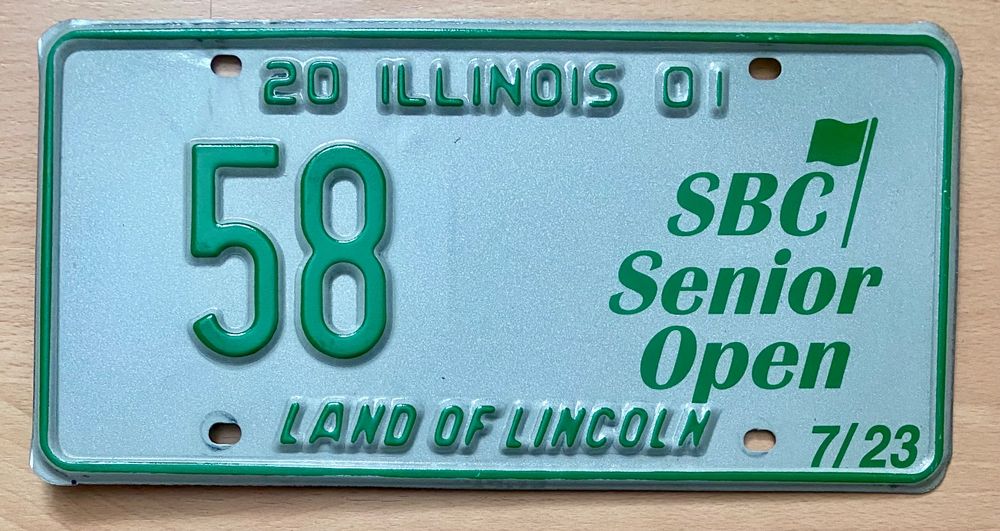 20 ILLINOIS 01
58
SBC
Senior
Open
LAND OF LINCOLN
7/23